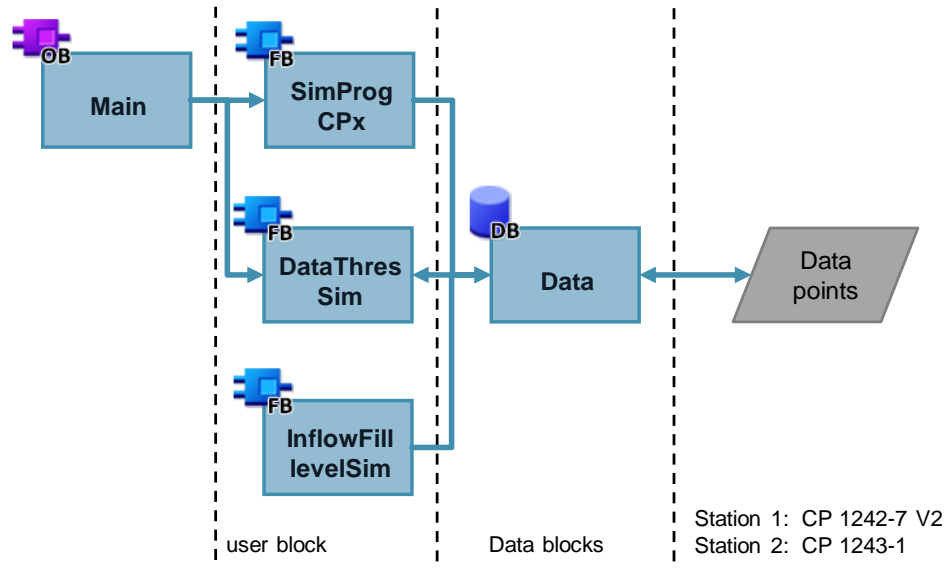 OB
Main
FB
SimProg
CPx
FB
DataThres
Sim
FB
InflowFill
levelSim
DB
Data
Data
points
user block
Data blocks
Station 1: CP 1242-7 V2
Station 2: CP 1243-1